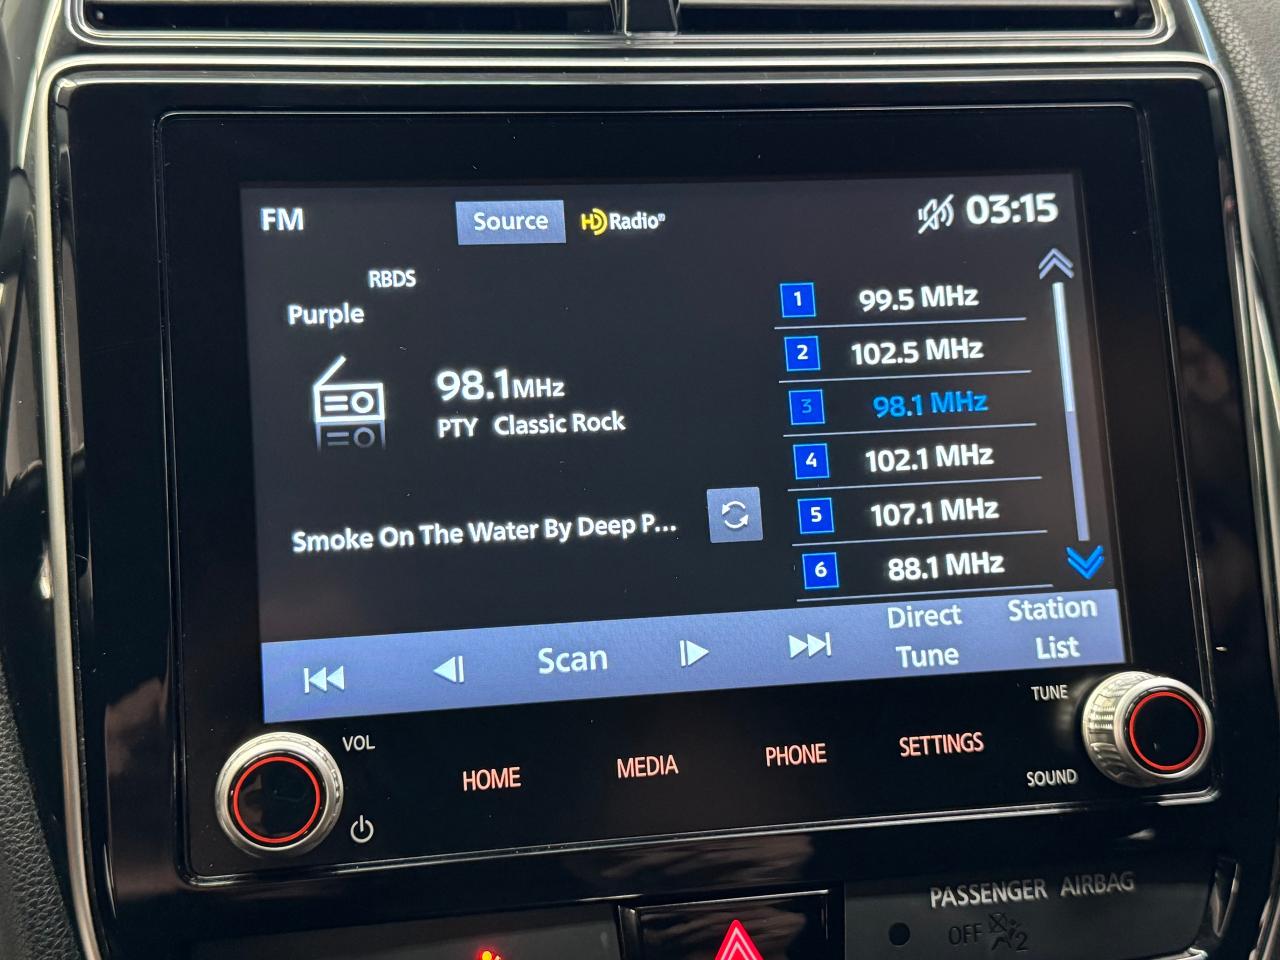 FM
Source
HD Radio®
03:15
RBDS
Purple
98.1MHz
PTY Classic Rock
Smoke On The Water By Deep P...
1 99.5 MHz
2 102.5 MHz
3 98.1 MHz
4 102.1 MHz
5 107.1 MHz
6 88.1 MHz
Scan
Direct
Tune
Station
List
VOL
HOME
MEDIA
PHONE
SETTINGS
TUNE
SOUND
PASSENGER AIRBAG
OFF 2